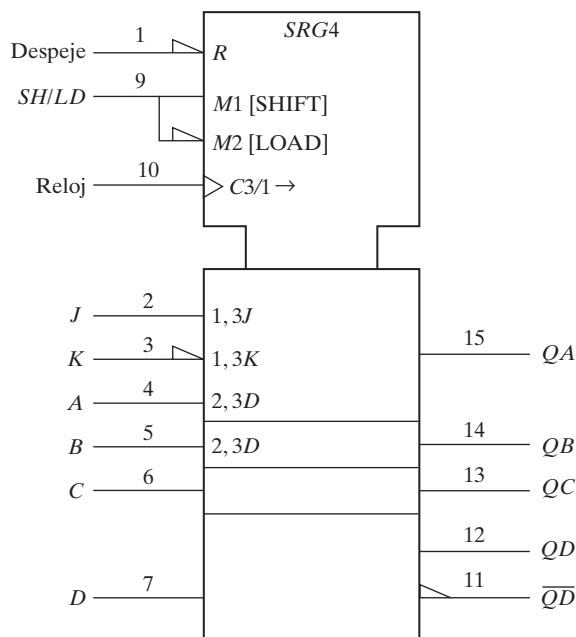 SRG4
1
Despeje
R
9
SH/LD
M1 [SHIFT]
M2 [LOAD]
10
Reloj
C3/1 →
2
J
1, 3J
3
K
1, 3K
15
QA
4
A
2, 3D
5
B
2, 3D
14
QB
6
C
13
QC
12
QD
7
D
11
\overline{QD}